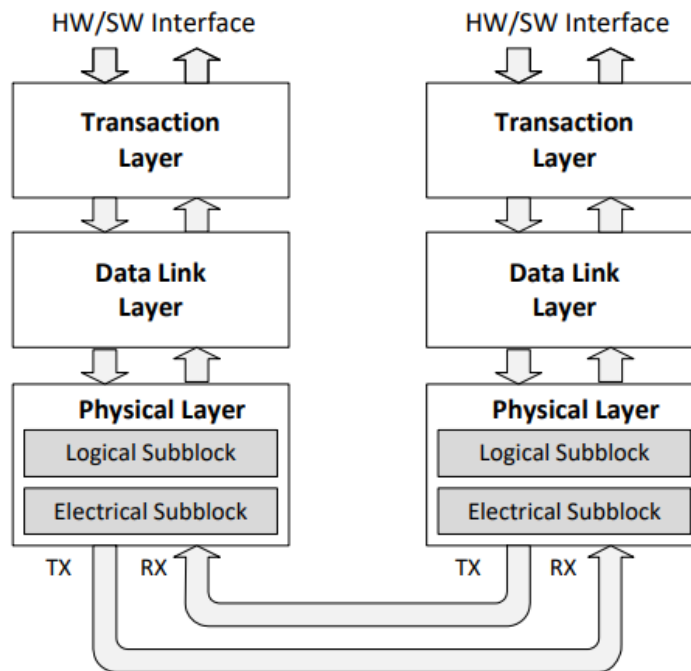 HW/SW Interface
Transaction
Layer
Data Link
Layer
Physical Layer
Logical Subblock
Electrical Subblock
TX
RX
HW/SW Interface
Transaction
Layer
Data Link
Layer
Physical Layer
Logical Subblock
Electrical Subblock
TX
RX